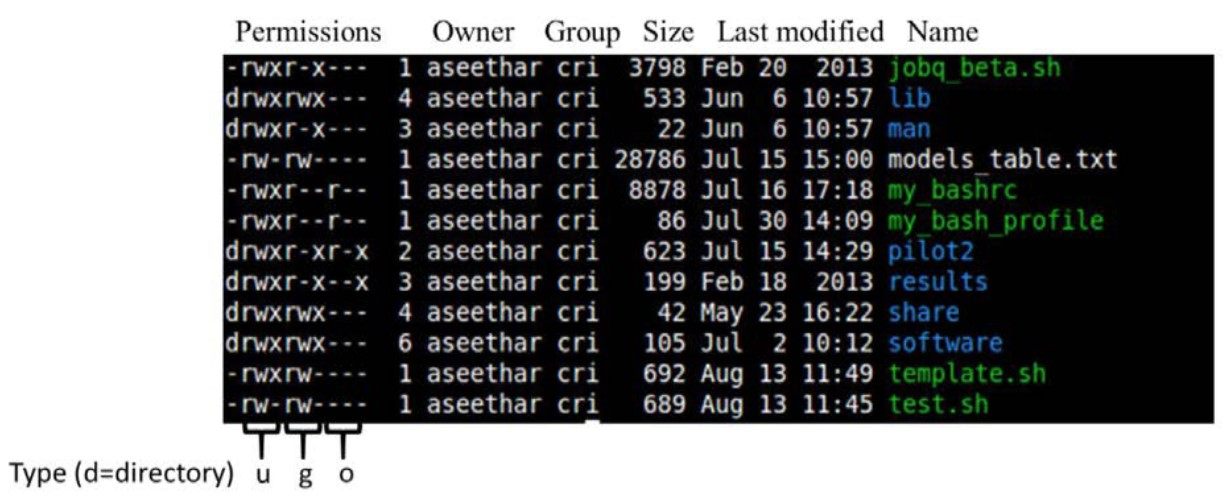 Permissions Owner Group Size Last modified Name
-rwxr-x--- 1 aseethar cri 3798 Feb 20 2013 jobq_beta.sh
drwxrwx--- 4 aseethar cri 533 Jun 6 10:57 lib
drwxr-x--- 3 aseethar cri 22 Jun 6 10:57 man
-rw-rw---- 1 aseethar cri 28786 Jul 15 15:00 models_table.txt
-rwxr--r-- 1 aseethar cri 8878 Jul 16 17:18 my_bashrc
-rwxr--r-- 1 aseethar cri 86 Jul 30 14:09 my_bash_profile
drwxr-xr-x 2 aseethar cri 623 Jul 15 14:29 pilot2
drwxr-x--x 3 aseethar cri 199 Feb 18 2013 results
drwxrwx--- 4 aseethar cri 42 May 23 16:22 share
drwxrwx--- 6 aseethar cri 105 Jul 2 10:12 software
-rwxrw---- 1 aseethar cri 692 Aug 13 11:49 template.sh
-rw-rw---- 1 aseethar cri 689 Aug 13 11:45 test.sh
Type (d=directory) u g o